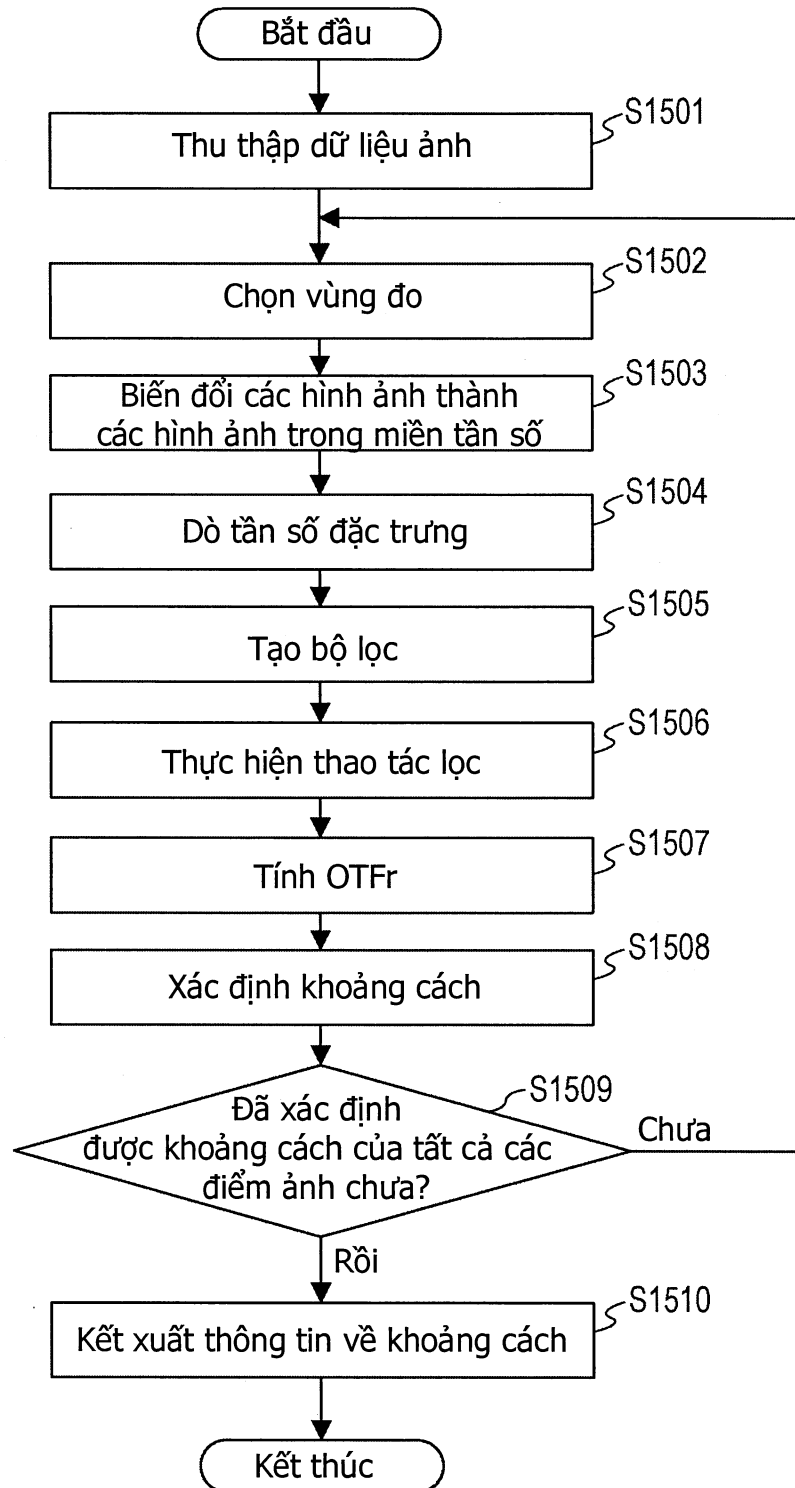 Bắt đầu
S1501
Thu thập dữ liệu ảnh
S1502
Chọn vùng đo
S1503
Biến đổi các hình ảnh thành
các hình ảnh trong miền tần số
S1504
Dò tần số đặc trưng
S1505
Tạo bộ lọc
S1506
Thực hiện thao tác lọc
S1507
Tính OTFr
S1508
Xác định khoảng cách
S1509
Đã xác định
được khoảng cách của tất cả các
điểm ảnh chưa?
Chưa
Rồi
S1510
Kết xuất thông tin về khoảng cách
Kết thúc